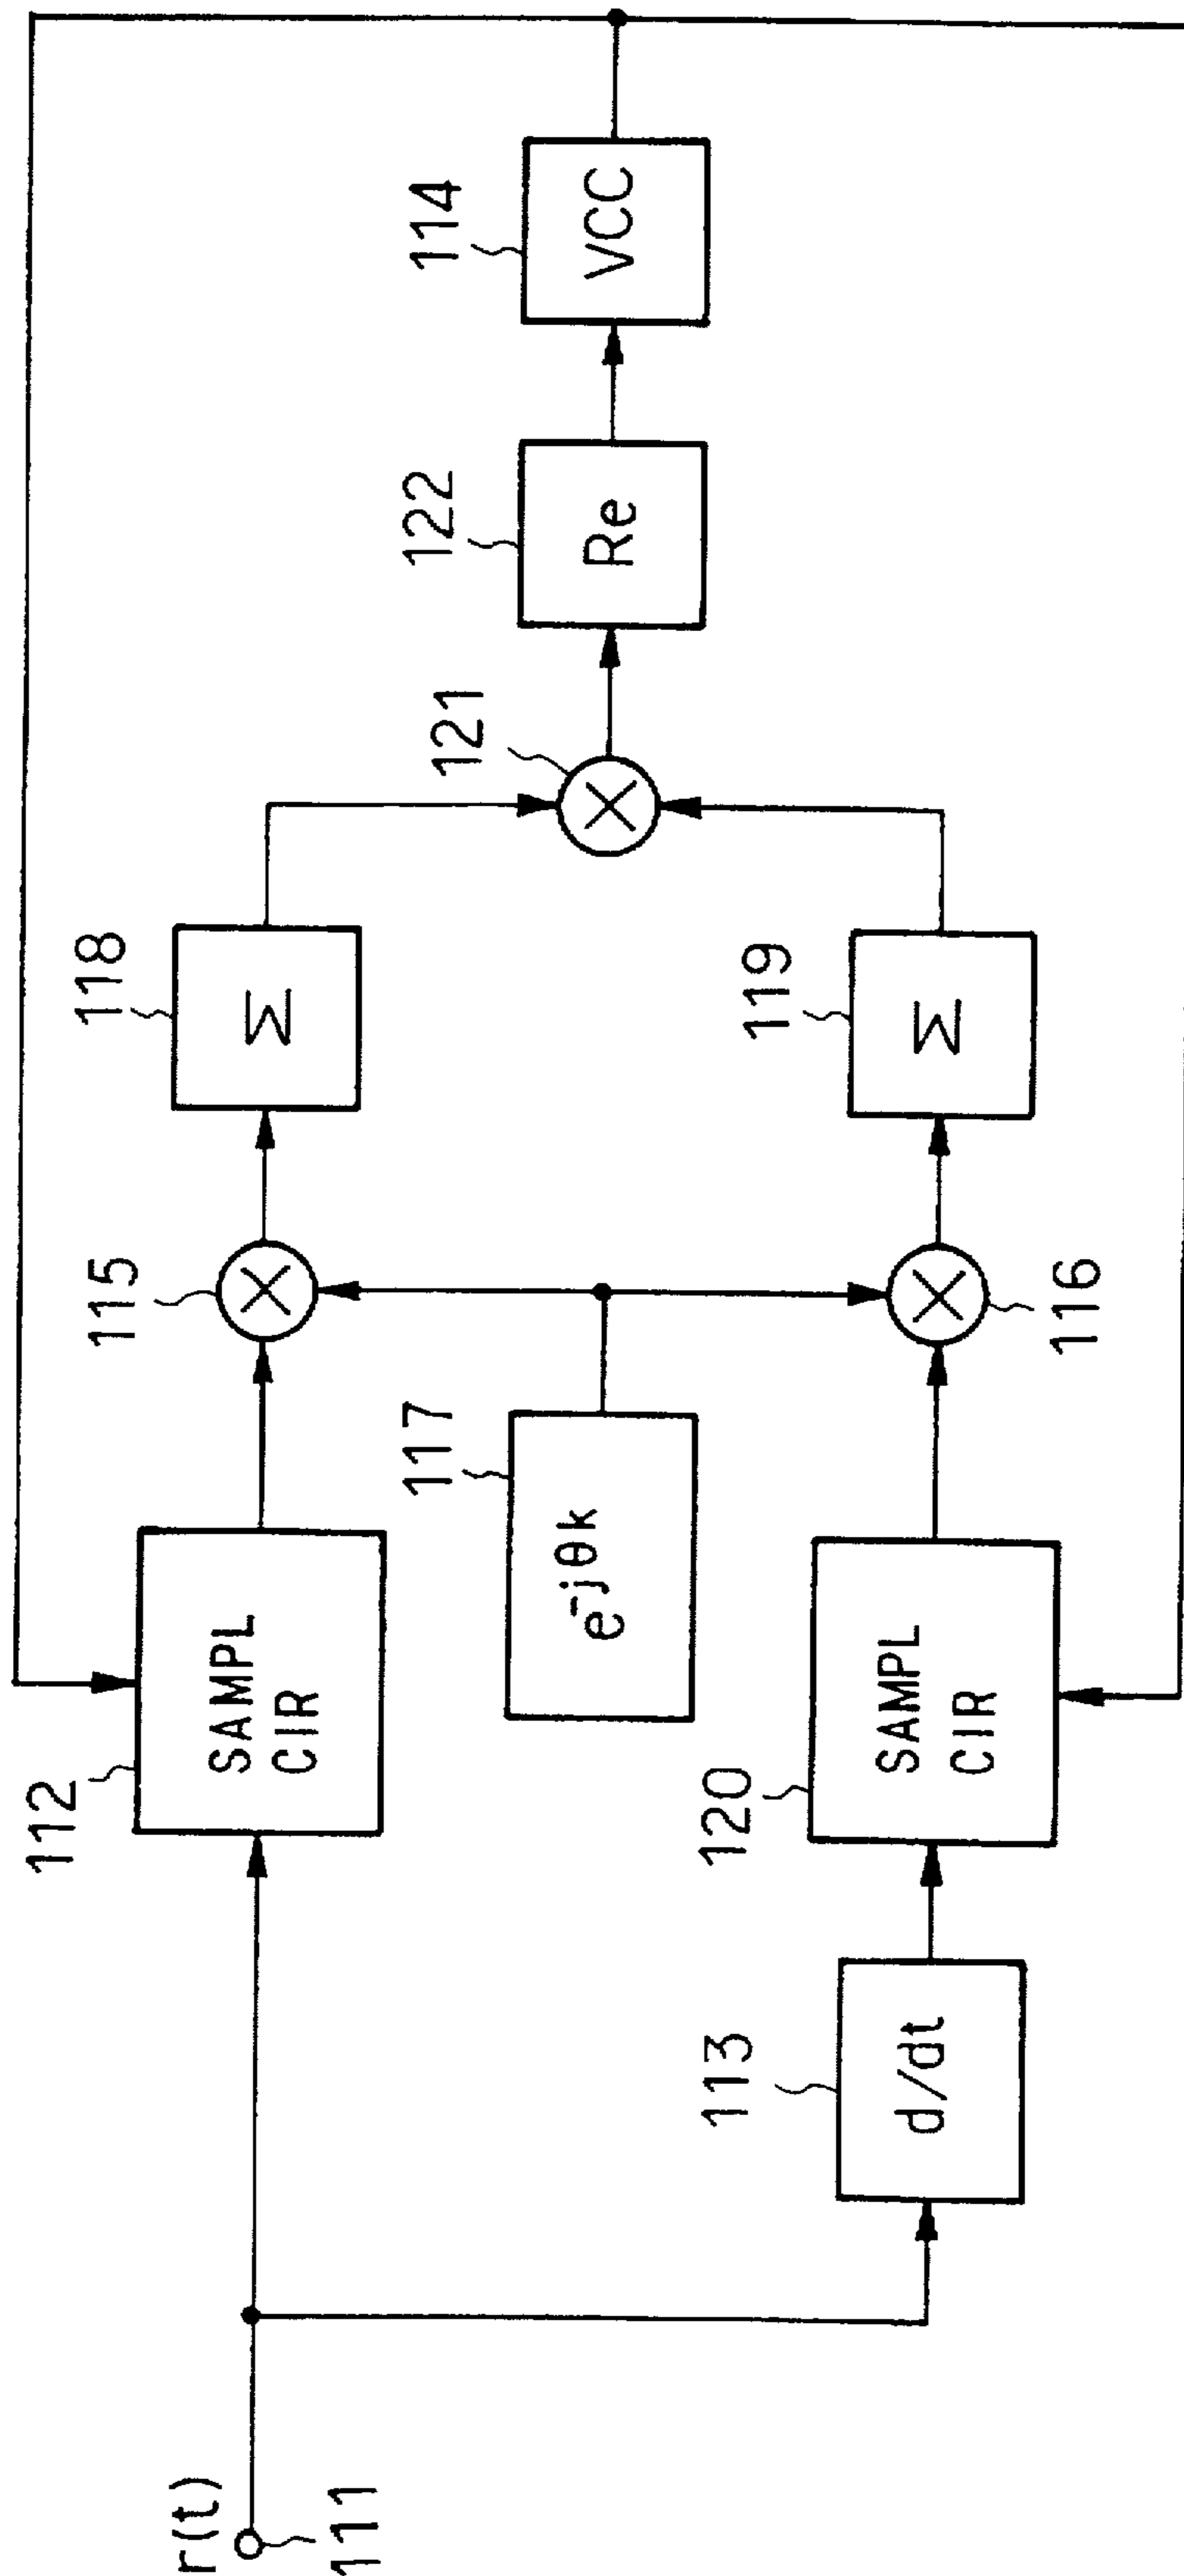 r(t)
111
112
SAMPL
CIR
115
118
Σ
121
122
Re
114
VCC
117
e^-jθk
113
d/dt
120
SAMPL
CIR
116
119
Σ